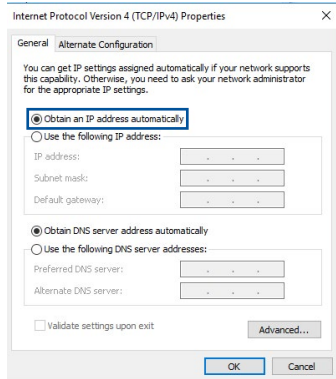 Internet Protocol Version 4 (TCP/IPv4) Properties
General
Alternate Configuration
You can get IP settings assigned automatically if your network supports
this capability. Otherwise, you need to ask your network administrator
for the appropriate IP settings.
Obtain an IP address automatically
Use the following IP address:
IP address:
Subnet mask:
Default gateway:
Obtain DNS server address automatically
Use the following DNS server addresses:
Preferred DNS server:
Alternate DNS server:
Validate settings upon exit
Advanced...
OK
Cancel